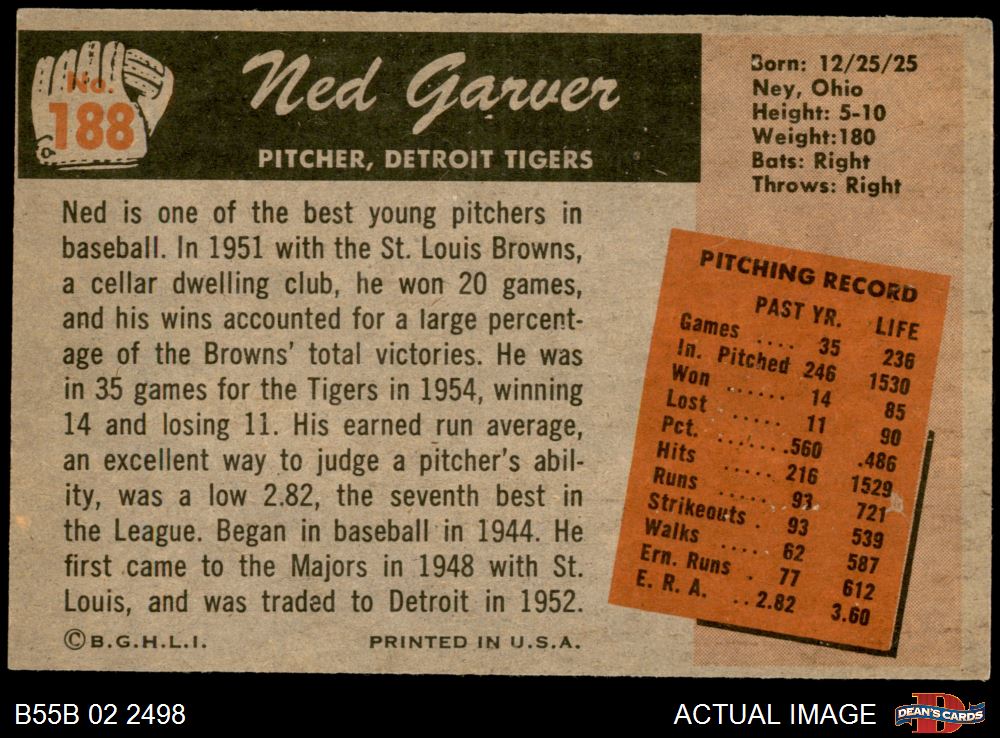 No.
188
Ned Garver
PITCHER, DETROIT TIGERS
Born: 12/25/25
Ney, Ohio
Height: 5-10
Weight:180
Bats: Right
Throws: Right
Ned is one of the best young pitchers in
baseball. In 1951 with the St. Louis Browns,
a cellar dwelling club, he won 20 games,
and his wins accounted for a large percent-
age of the Browns' total victories. He was
in 35 games for the Tigers in 1954, winning
14 and losing 11. His earned run average,
an excellent way to judge a pitcher's abil-
ity, was a low 2.82, the seventh best in
the League. Began in baseball in 1944. He
first came to the Majors in 1948 with St.
Louis, and was traded to Detroit in 1952.
©B.G.H.L.I. PRINTED IN U.S.A.
PITCHING RECORD
PAST YR. LIFE
Games .... 35 236
In. Pitched 246 1530
Won ...... 14 85
Lost ..... 11 90
Pct. ...... .560 .486
Hits ..... 216 1529
Runs ..... 93 721
Strikeouts . 93 539
Walks .... 62 587
Ern. Runs . 77 612
E. R. A. .. 2.82 3.60
B55B 02 2498
ACTUAL IMAGE
D
DEAN'S CARDS